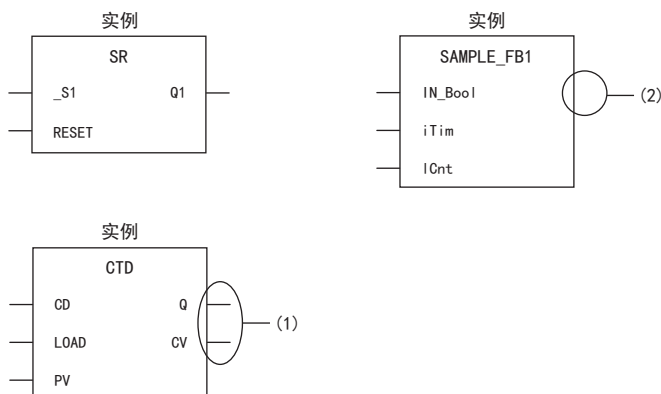 实例
SR
_S1 Q1
RESET
实例
SAMPLE_FB1
IN_Bool
iTim
ICnt
(2)
实例
CTD
CD Q
LOAD CV
PV
(1)